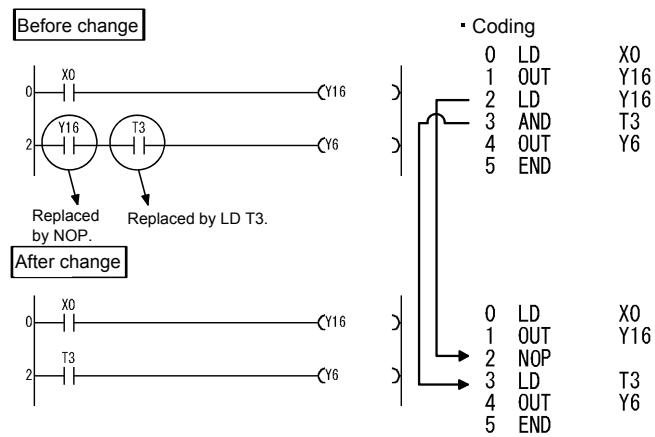 Before change
▪ Coding
X0
0 Y16
Y16 T3
2 Y6
0 LD X0
1 OUT Y16
2 LD Y16
3 AND T3
4 OUT Y6
5 END
Replaced
by NOP.
Replaced by LD T3.
After change
X0
0 Y16
T3
2 Y6
0 LD X0
1 OUT Y16
2 NOP
3 LD T3
4 OUT Y6
5 END